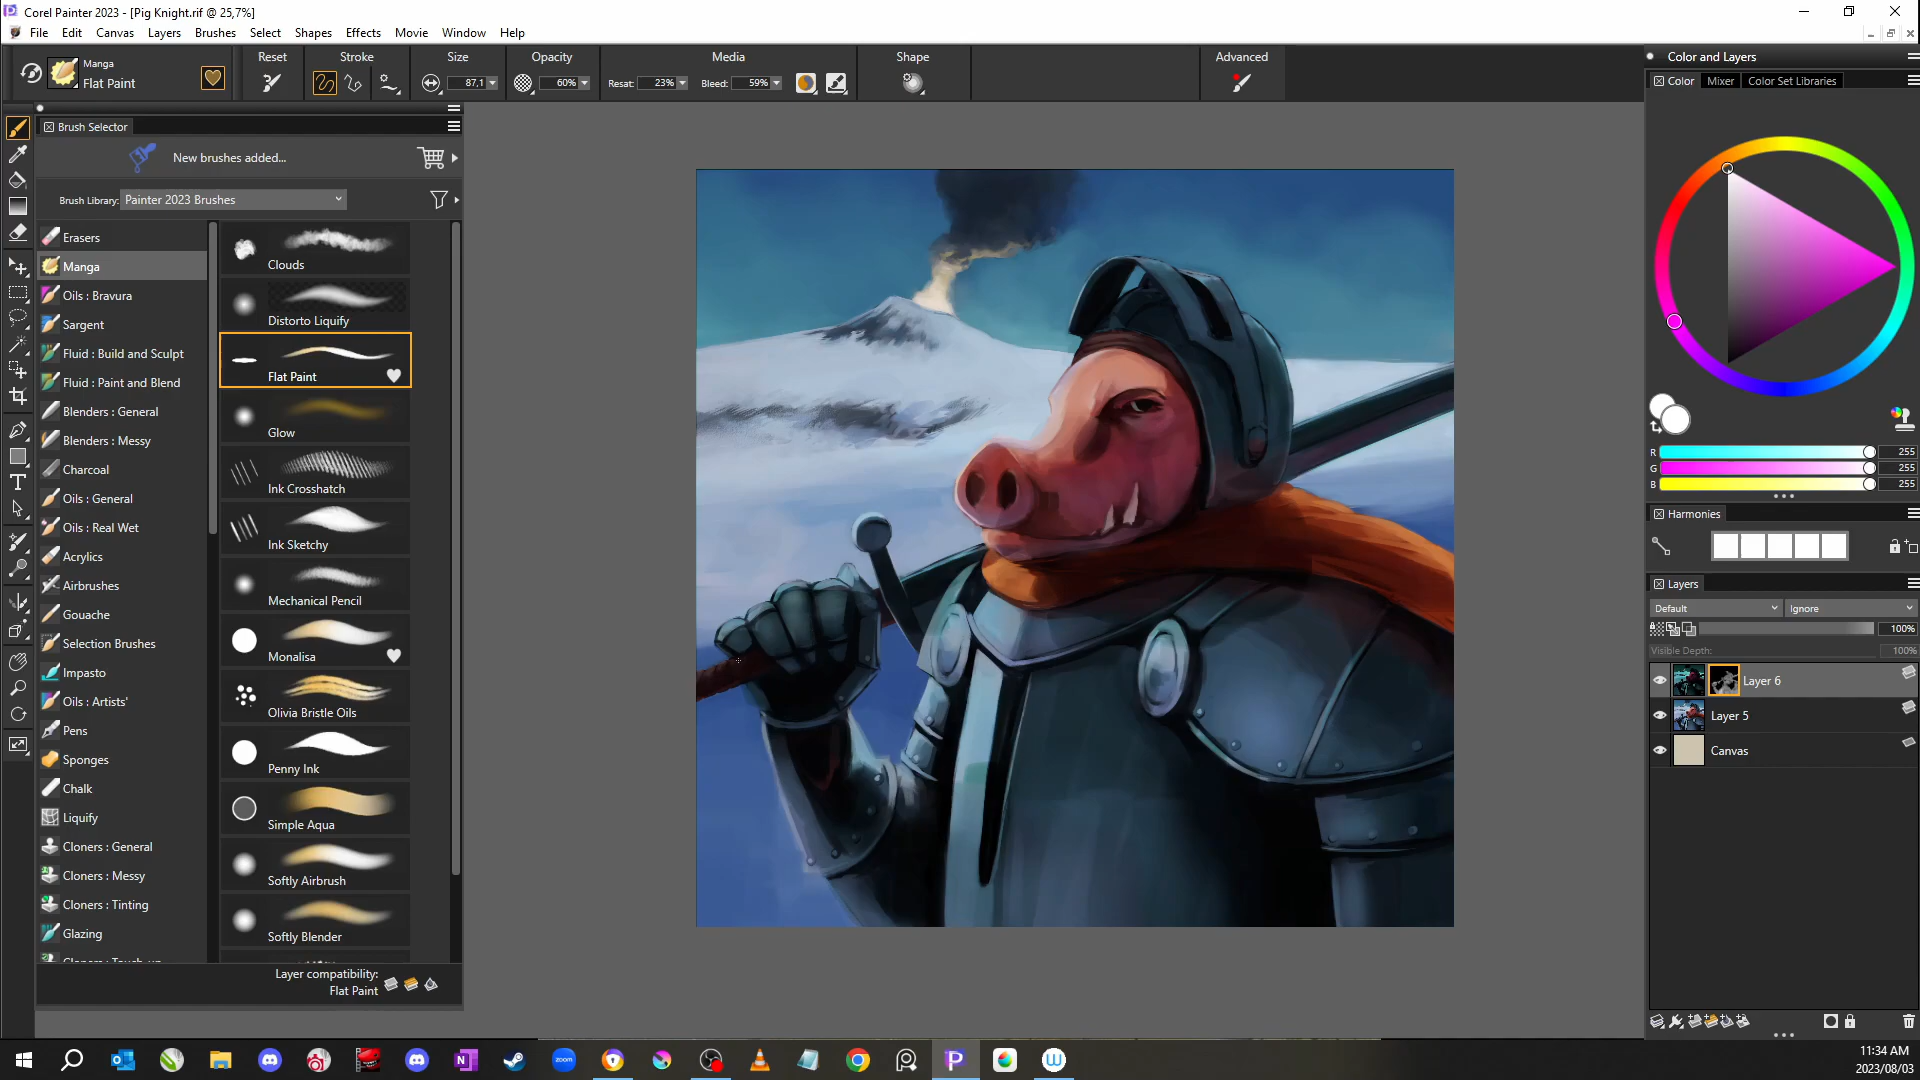 Corel Painter 2023 - [Pig Knight.rif @ 25,7%]
File Edit Canvas Layers Brushes Select Shapes Effects Movie Window Help
Manga
Flat Paint
Reset
Stroke
Size
87,1
Opacity
60%
Media
Resat: 23%
Bleed: 59%
Shape
Advanced
Brush Selector
New brushes added...
Brush Library: Painter 2023 Brushes
Erasers
Manga
Oils : Bravura
Sargent
Fluid : Build and Sculpt
Fluid : Paint and Blend
Blenders : General
Blenders : Messy
Charcoal
Oils : General
Oils : Real Wet
Acrylics
Airbrushes
Gouache
Selection Brushes
Impasto
Oils : Artists'
Pens
Sponges
Chalk
Liquify
Cloners : General
Cloners : Messy
Cloners : Tinting
Glazing
Clouds
Distorto Liquify
Flat Paint
Glow
Ink Crosshatch
Ink Sketchy
Mechanical Pencil
Monalisa
Olivia Bristle Oils
Penny Ink
Simple Aqua
Softly Airbrush
Softly Blender
Layer compatibility:
Flat Paint
Color and Layers
Color Mixer Color Set Libraries
R 255
G 255
B 255
Harmonies
Layers
Default Ignore
100%
Visible Depth: 100%
Layer 6
Layer 5
Canvas
zoom
11:34 AM
2023/08/03